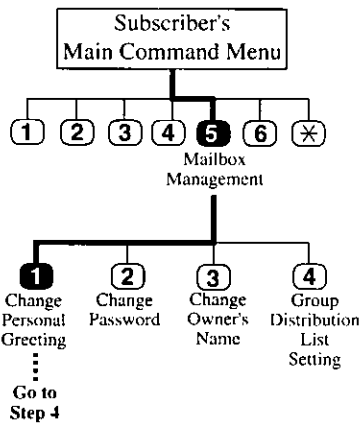 Subscriber's
Main Command Menu
1 2 3 4 5 6 *
Mailbox
Management
1
Change
Personal
Greeting
Go to
Step 4
2
Change
Password
3
Change
Owner's
Name
4
Group
Distribution
List
Setting